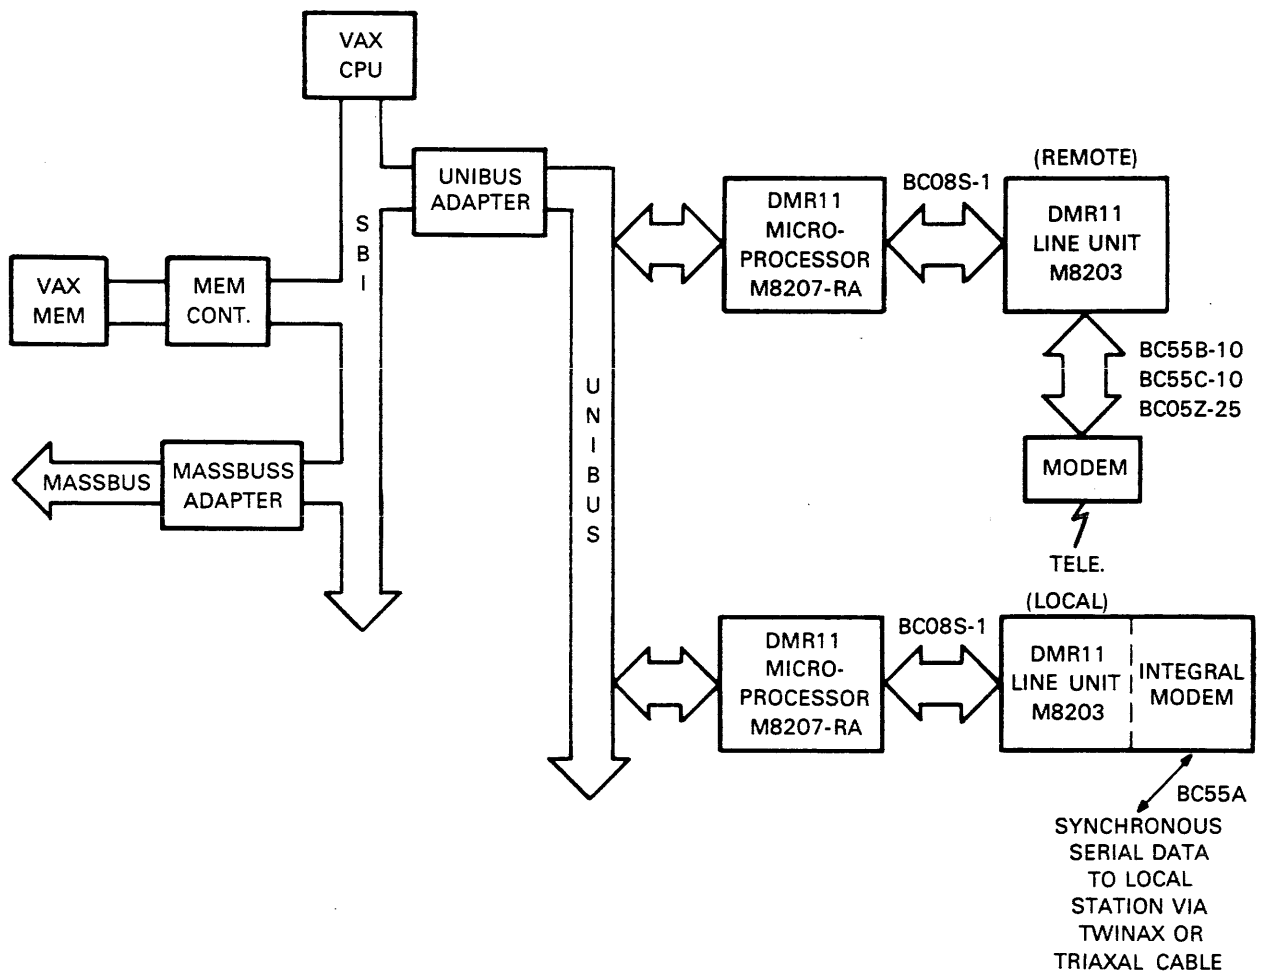 VAX
CPU
UNIBUS
ADAPTER
SBI
VAX
MEM
MEM
CONT.
MASSBUS
MASSBUSS
ADAPTER
UNIBUS
DMR11
MICRO-
PROCESSOR
M8207-RA
BC08S-1
(REMOTE)
DMR11
LINE UNIT
M8203
BC55B-10
BC55C-10
BC05Z-25
MODEM
TELE.
DMR11
MICRO-
PROCESSOR
M8207-RA
BC08S-1
(LOCAL)
DMR11
LINE UNIT
M8203
INTEGRAL
MODEM
BC55A
SYNCHRONOUS
SERIAL DATA
TO LOCAL
STATION VIA
TWINAX OR
TRIAXAL CABLE